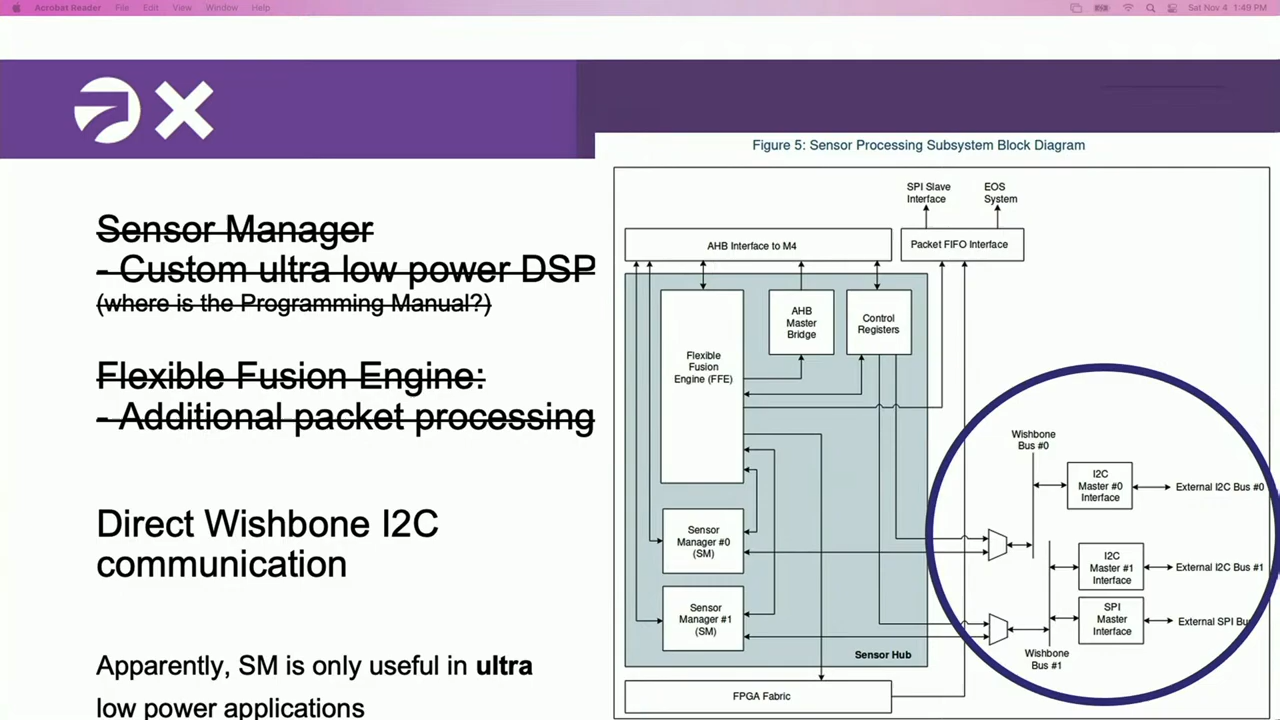 Acrobat Reader File Edit View Window Help Sat Nov 4 1:49 PM
Figure 5: Sensor Processing Subsystem Block Diagram
Sensor Manager
- Custom ultra low power DSP
(where is the Programming Manual?)
Flexible Fusion Engine:
- Additional packet processing
Direct Wishbone I2C
communication
Apparently, SM is only useful in ultra
low power applications
SPI Slave
Interface
EOS
System
AHB Interface to M4
Packet FIFO Interface
Flexible
Fusion
Engine (FFE)
AHB
Master
Bridge
Control
Registers
Sensor
Manager #0
(SM)
Sensor
Manager #1
(SM)
Sensor Hub
FPGA Fabric
Wishbone
Bus #0
I2C
Master #0
Interface
External I2C Bus #0
I2C
Master #1
Interface
External I2C Bus #1
SPI
Master
Interface
External SPI Bus
Wishbone
Bus #1